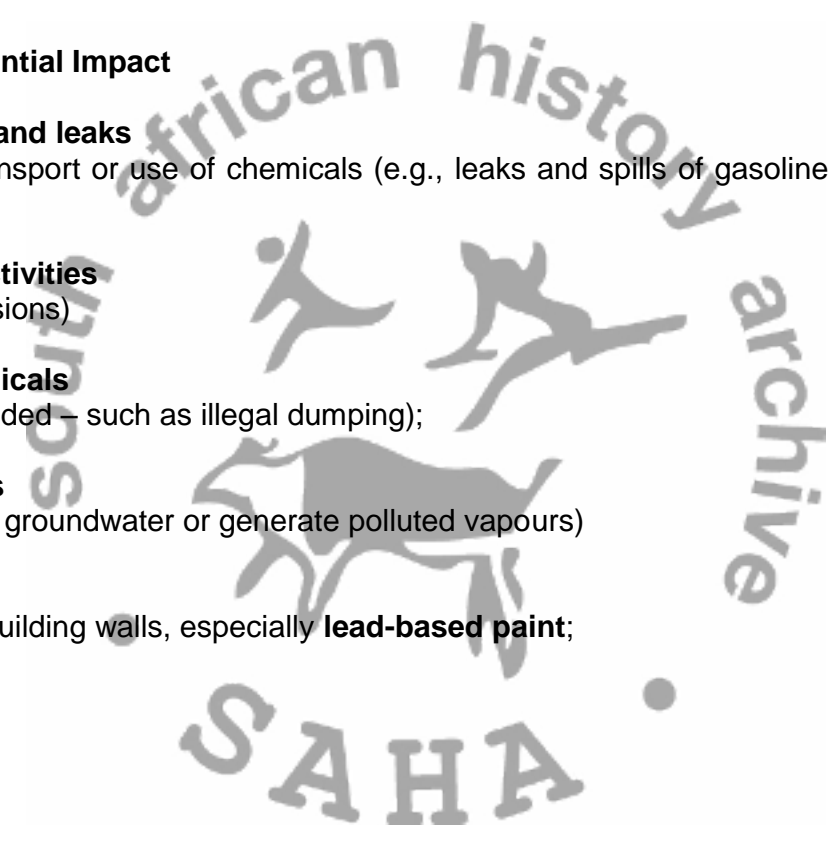 ntial Impact
and leaks
nsport or use of chemicals (e.g., leaks and spills of gasoline
tivities
sions)
icals
ded – such as illegal dumping);
s
groundwater or generate polluted vapours)
uilding walls, especially lead-based paint;
south african history archive
• SAHA •